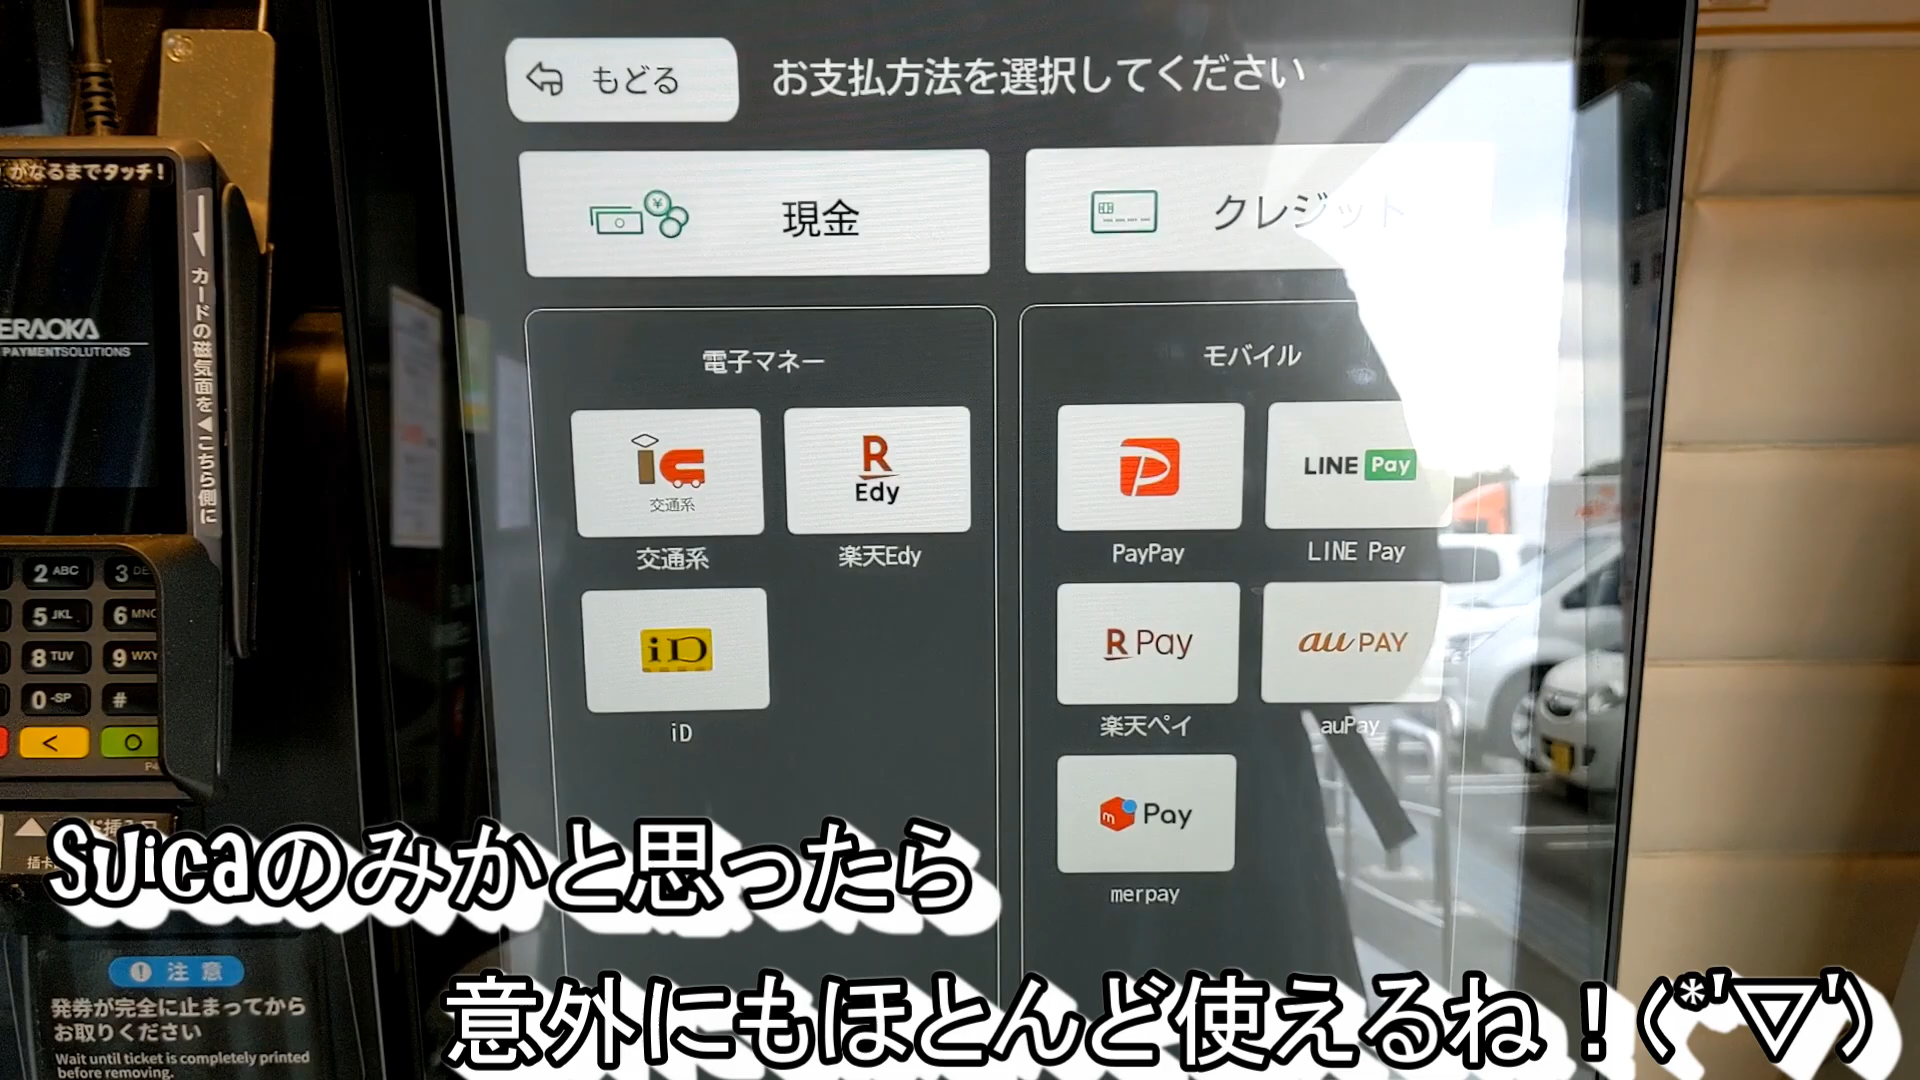 もどる
お支払方法を選択してください
現金
クレジット
電子マネー
モバイル
交通系
R
Edy
P
LINE Pay
交通系
楽天Edy
PayPay
LINE Pay
iD
R Pay
au PAY
iD
楽天ペイ
auPay
m Pay
merpay
がなるまでタッチ!
ERAOKA
PAYMENTSOLUTIONS
カードの磁気面を◀こちら側に
2 ABC
3 DE
5 JKL
6 MNO
8 TUV
9 WXY
0 -SP
#
<
○
Suicaのみかと思ったら
意外にもほとんど使えるね!(*'▽')
! 注意
発券が完全に止まってから
お取りください
Wait until ticket is completely printed
before removing.